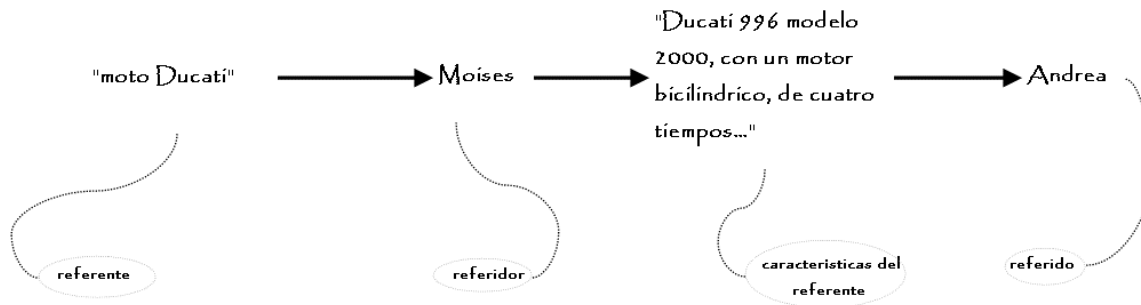 "moto Ducati"
Moises
"Ducati 996 modelo
2000, con un motor
bicilindrico, de cuatro
tiempos..."
Andrea
referente
referidor
caracteristicas del
referente
referido